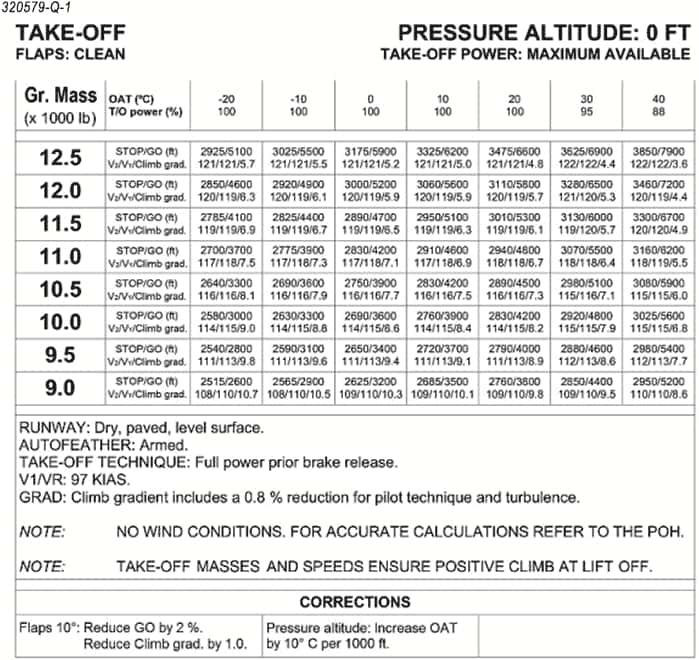 320579-Q-1
TAKE-OFF PRESSURE ALTITUDE: 0 FT
FLAPS: CLEAN TAKE-OFF POWER: MAXIMUM AVAILABLE
Gr. Mass OAT (ºC) -20 -10 0 10 20 30 40
(x 1000 lb) T/O power (%) 100 100 100 100 100 95 88
12.5 STOP/GO (ft) 2925/5100 3025/5500 3175/5900 3325/6200 3475/6600 3625/6900 3850/7900
V2/VY/Climb grad. 121/121/5.7 121/121/5.5 121/121/5.2 121/121/5.0 121/121/4.8 122/122/4.4 122/122/3.6
12.0 STOP/GO (ft) 2850/4600 2920/4900 3000/5200 3060/5600 3110/5800 3280/6500 3460/7200
V2/VY/Climb grad. 120/119/6.3 120/119/6.1 120/119/5.9 120/119/5.9 120/119/5.7 121/120/5.3 120/119/4.4
11.5 STOP/GO (ft) 2785/4100 2825/4400 2890/4700 2950/5100 3010/5300 3130/6000 3300/6700
V2/VY/Climb grad. 119/119/6.9 119/119/6.7 119/119/6.5 119/119/6.3 119/119/6.1 119/120/5.7 120/120/4.9
11.0 STOP/GO (ft) 2700/3700 2775/3900 2830/4200 2910/4600 2940/4800 3070/5500 3160/6200
V2/VY/Climb grad. 117/118/7.5 117/118/7.3 117/118/7.1 117/118/6.9 118/118/6.7 118/118/6.4 118/119/5.5
10.5 STOP/GO (ft) 2640/3300 2690/3600 2750/3900 2830/4200 2890/4500 2980/5100 3080/5900
V2/VY/Climb grad. 116/116/8.1 116/116/7.9 116/116/7.7 116/116/7.5 116/116/7.3 115/116/7.1 115/116/6.0
10.0 STOP/GO (ft) 2580/3000 2630/3300 2690/3600 2760/3900 2830/4200 2920/4800 3025/5600
V2/VY/Climb grad. 114/115/9.0 114/115/8.8 114/115/8.6 114/115/8.4 114/115/8.2 115/115/7.9 115/115/6.8
9.5 STOP/GO (ft) 2540/2800 2590/3100 2650/3400 2720/3700 2790/4000 2880/4600 2980/5400
V2/VY/Climb grad. 111/113/9.8 111/113/9.6 111/113/9.4 111/113/9.1 111/113/8.9 112/113/8.6 112/113/7.7
9.0 STOP/GO (ft) 2515/2600 2565/2900 2625/3200 2685/3500 2760/3800 2850/4400 2950/5200
V2/VY/Climb grad. 108/110/10.7 108/110/10.5 109/110/10.3 109/110/10.1 109/110/9.8 109/110/9.5 110/110/8.6
RUNWAY: Dry, paved, level surface.
AUTOFEATHER: Armed.
TAKE-OFF TECHNIQUE: Full power prior brake release.
V1/VR: 97 KIAS.
GRAD: Climb gradient includes a 0.8 % reduction for pilot technique and turbulence.
NOTE: NO WIND CONDITIONS. FOR ACCURATE CALCULATIONS REFER TO THE POH.
NOTE: TAKE-OFF MASSES AND SPEEDS ENSURE POSITIVE CLIMB AT LIFT OFF.
CORRECTIONS
Flaps 10°: Reduce GO by 2 %. Pressure altitude: Increase OAT
Reduce Climb grad. by 1.0. by 10° C per 1000 ft.